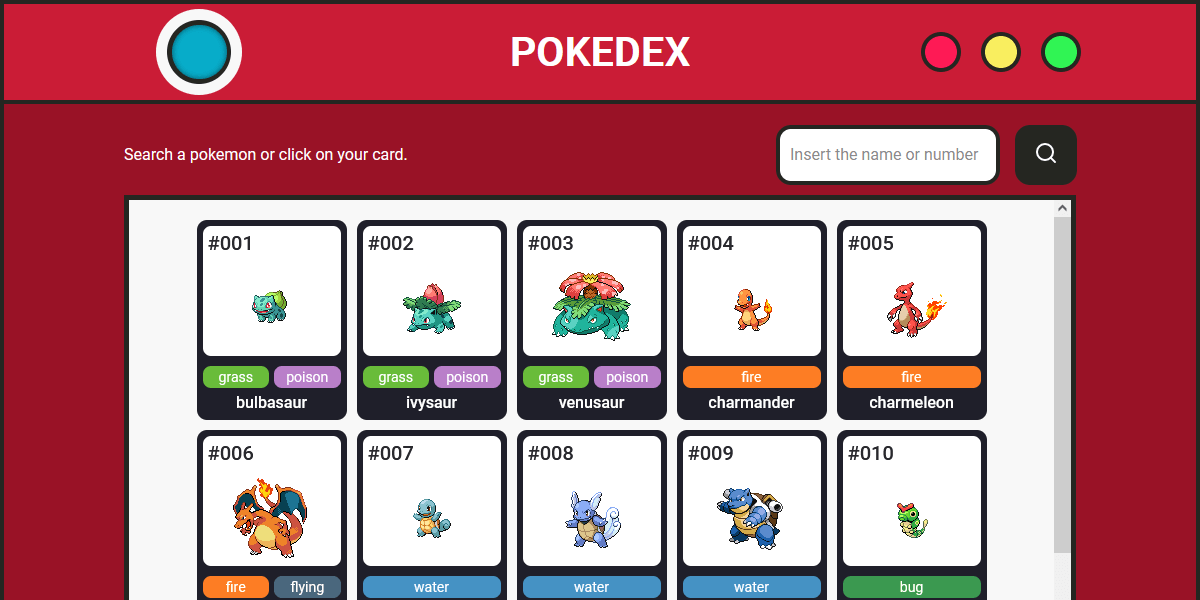 POKEDEX
Search a pokemon or click on your card.
Insert the name or number
#001 #002 #003 #004 #005
grass poison grass poison grass poison fire fire
bulbasaur ivysaur venusaur charmander charmeleon
#006 #007 #008 #009 #010
fire flying water water water bug